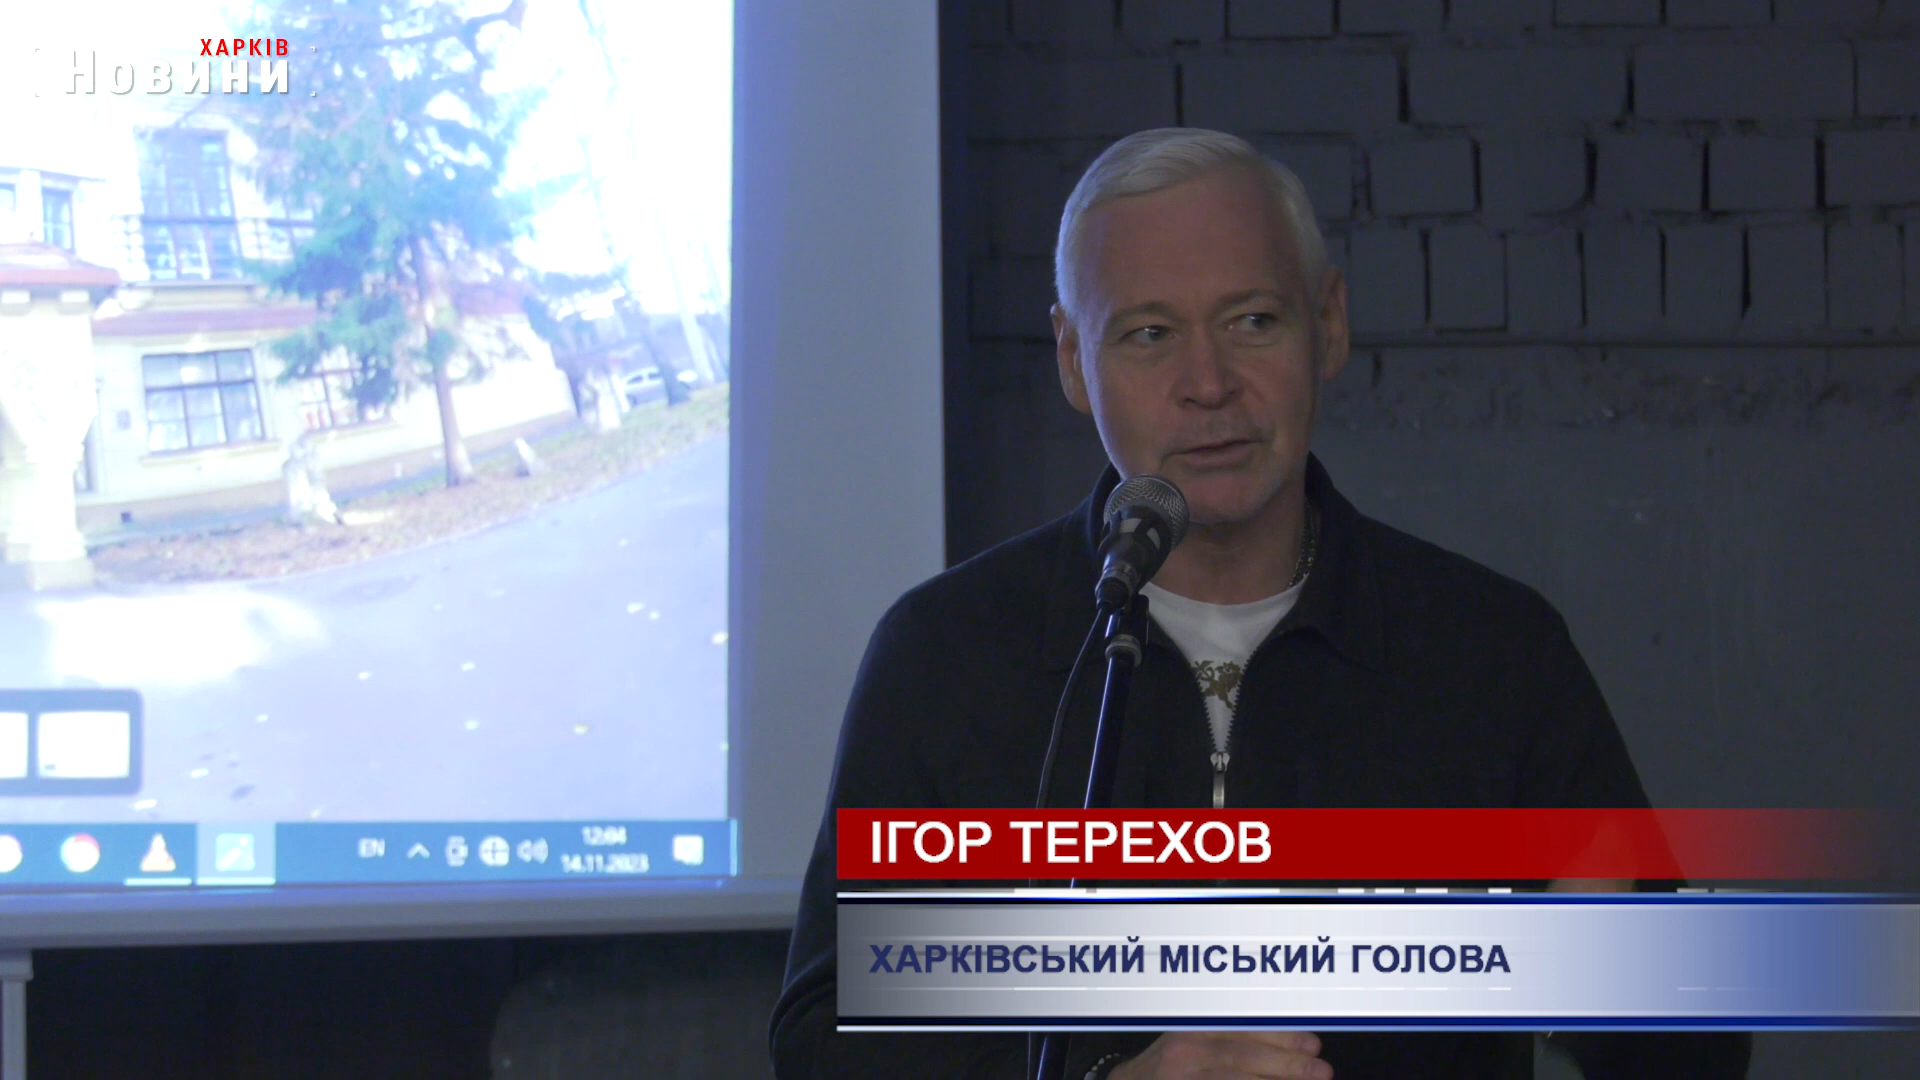 ХАРКІВ
Новини
EN
12:04
14.11.2023
ІГОР ТЕРЕХОВ
ХАРКІВСЬКИЙ МІСЬКИЙ ГОЛОВА